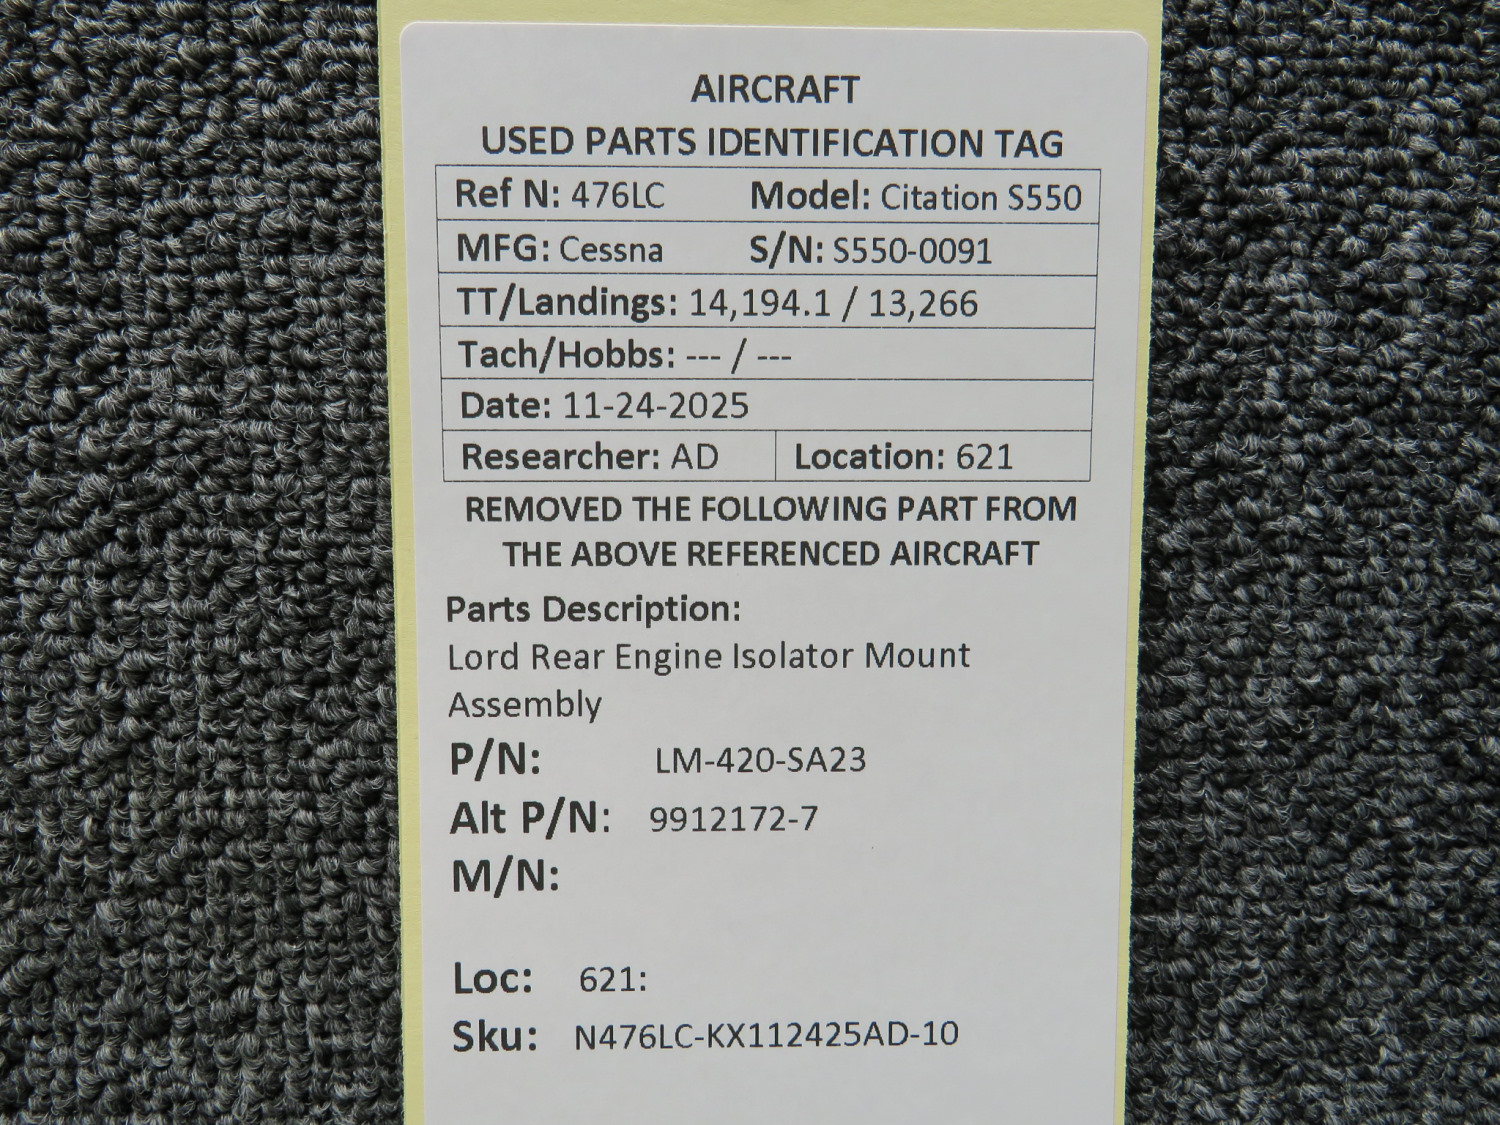 AIRCRAFT
USED PARTS IDENTIFICATION TAG
Ref N: 476LC Model: Citation S550
MFG: Cessna S/N: S550-0091
TT/Landings: 14,194.1 / 13,266
Tach/Hobbs: --- / ---
Date: 11-24-2025
Researcher: AD Location: 621
REMOVED THE FOLLOWING PART FROM
THE ABOVE REFERENCED AIRCRAFT
Parts Description:
Lord Rear Engine Isolator Mount
Assembly
P/N: LM-420-SA23
Alt P/N: 9912172-7
M/N:
Loc: 621:
Sku: N476LC-KX112425AD-10